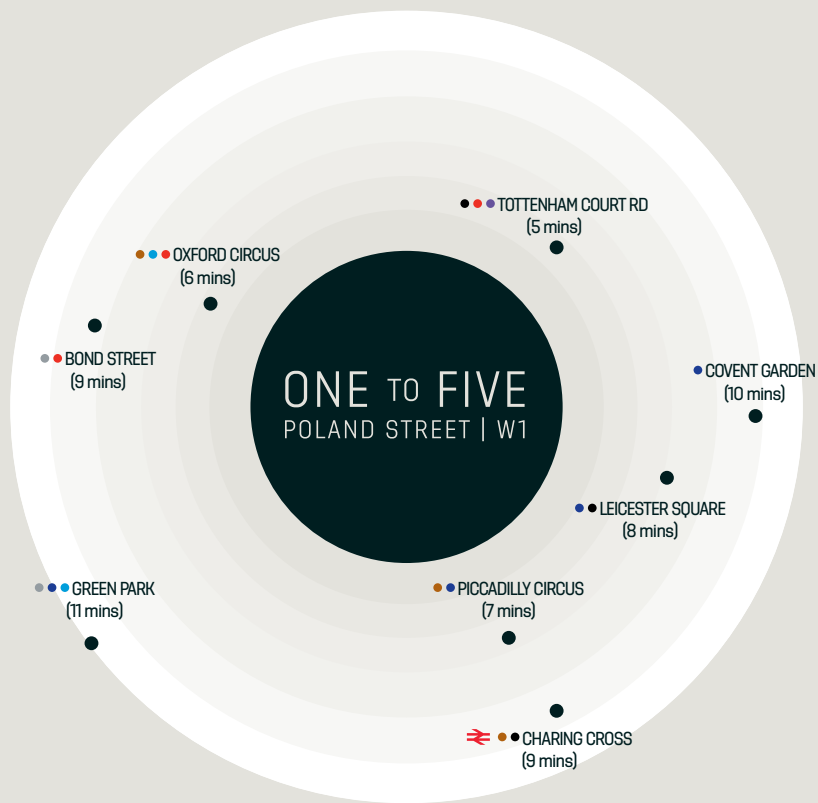 TOTTENHAM COURT RD
(5 mins)
OXFORD CIRCUS
(6 mins)
BOND STREET
(9 mins)
COVENT GARDEN
(10 mins)
ONE TO FIVE
POLAND STREET | W1
LEICESTER SQUARE
(8 mins)
GREEN PARK
(11 mins)
PICCADILLY CIRCUS
(7 mins)
CHARING CROSS
(9 mins)